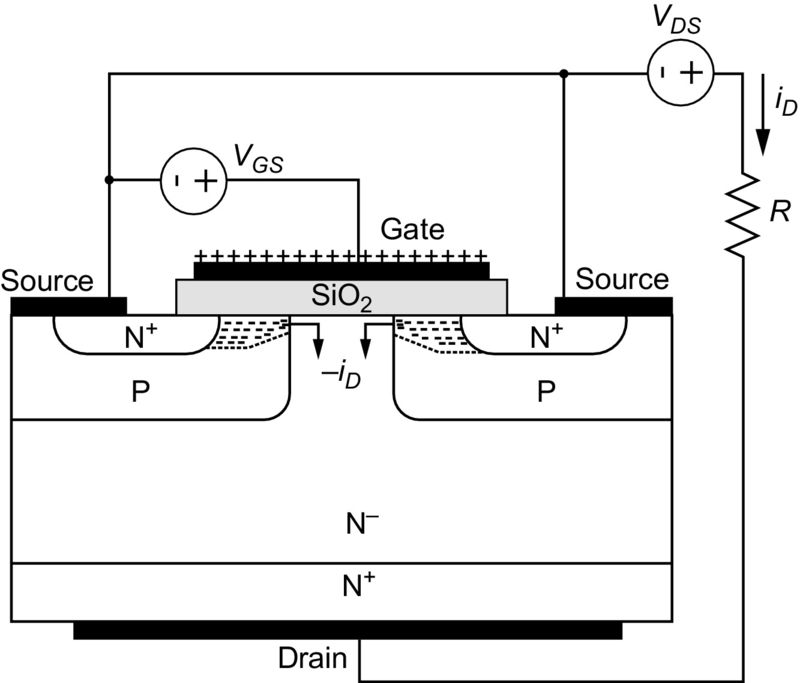 V_DS
- +
i_D
V_GS
- +
R
Gate
+++++++++++++++++++
Source
Source
SiO₂
N⁺
N⁺
–i_D
P
P
N⁻
N⁺
Drain